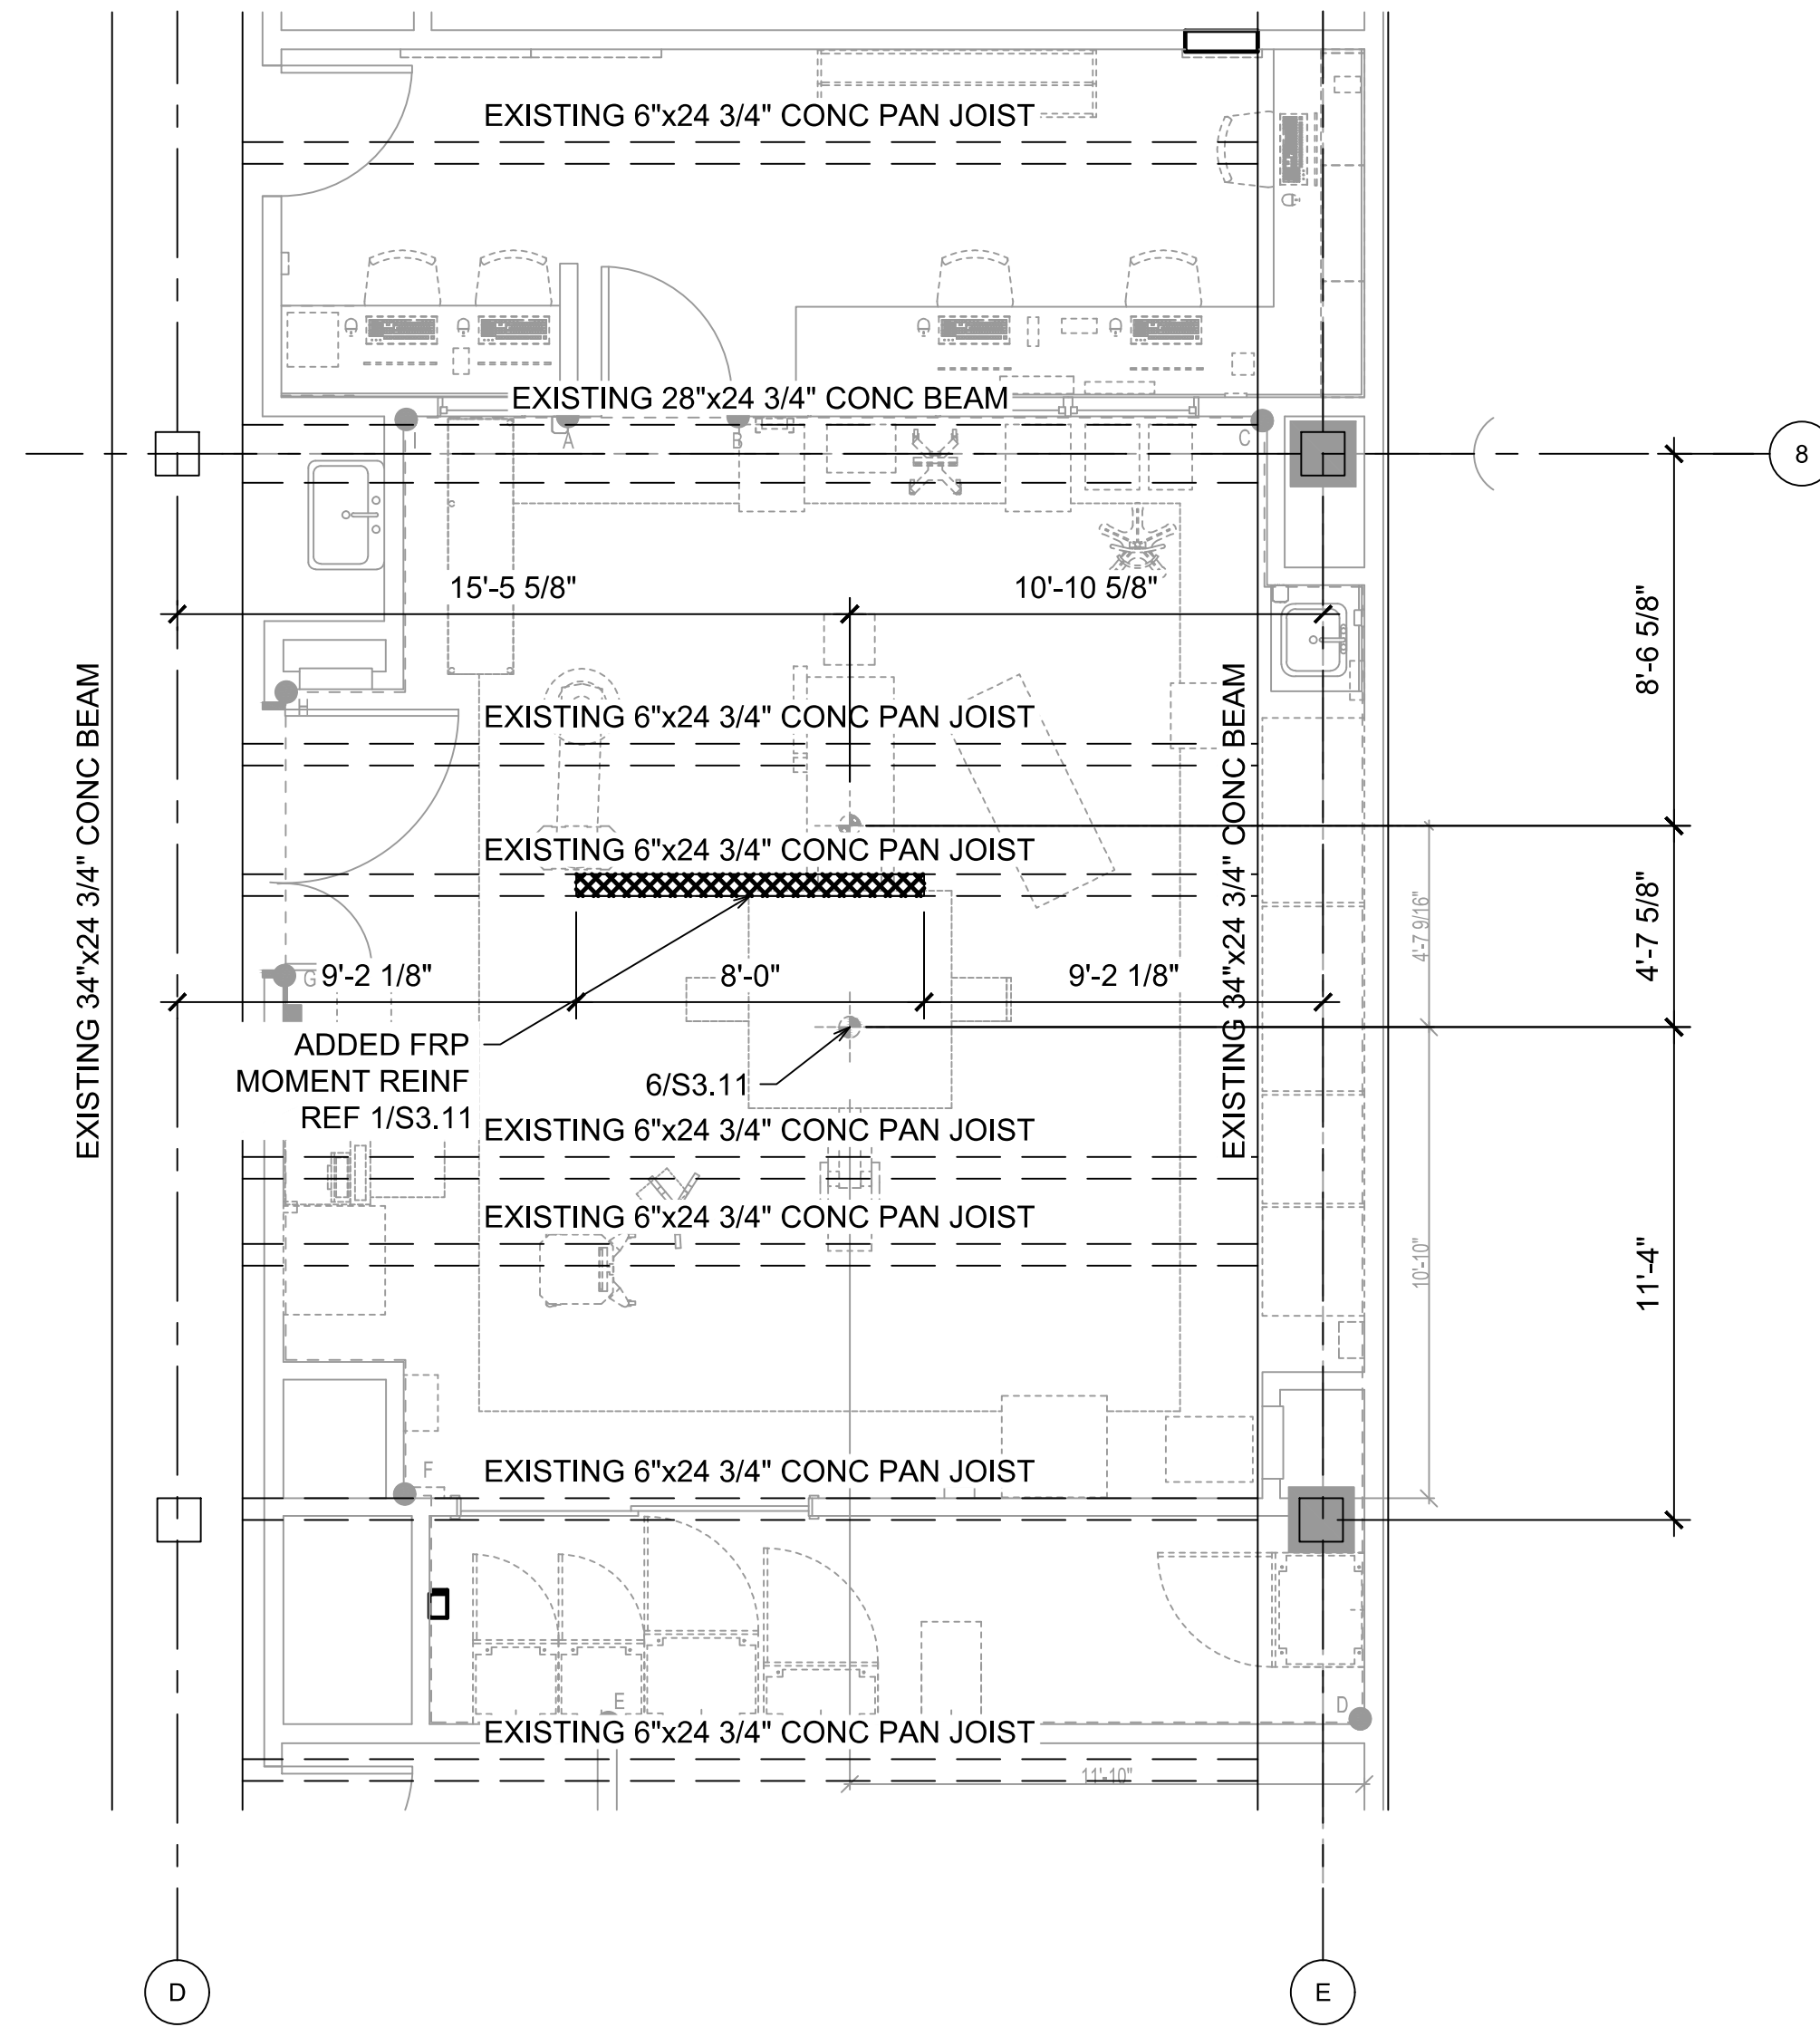 EXISTING 6"x24 3/4" CONC PAN JOIST
EXISTING 28"x24 3/4" CONC BEAM
I
A
B
C
8
15'-5 5/8"
10'-10 5/8"
8'-6 5/8"
EXISTING 34"x24 3/4" CONC BEAM
EXISTING 34"x24 3/4" CONC BEAM
H
EXISTING 6"x24 3/4" CONC PAN JOIST
EXISTING 6"x24 3/4" CONC PAN JOIST
4'-7 9/16"
4'-7 5/8"
G
9'-2 1/8"
8'-0"
9'-2 1/8"
ADDED FRP
MOMENT REINF
REF 1/S3.11
6/S3.11
EXISTING 6"x24 3/4" CONC PAN JOIST
EXISTING 6"x24 3/4" CONC PAN JOIST
10'-10"
11'-4"
F
EXISTING 6"x24 3/4" CONC PAN JOIST
E
D
EXISTING 6"x24 3/4" CONC PAN JOIST
11'-10"
D
E